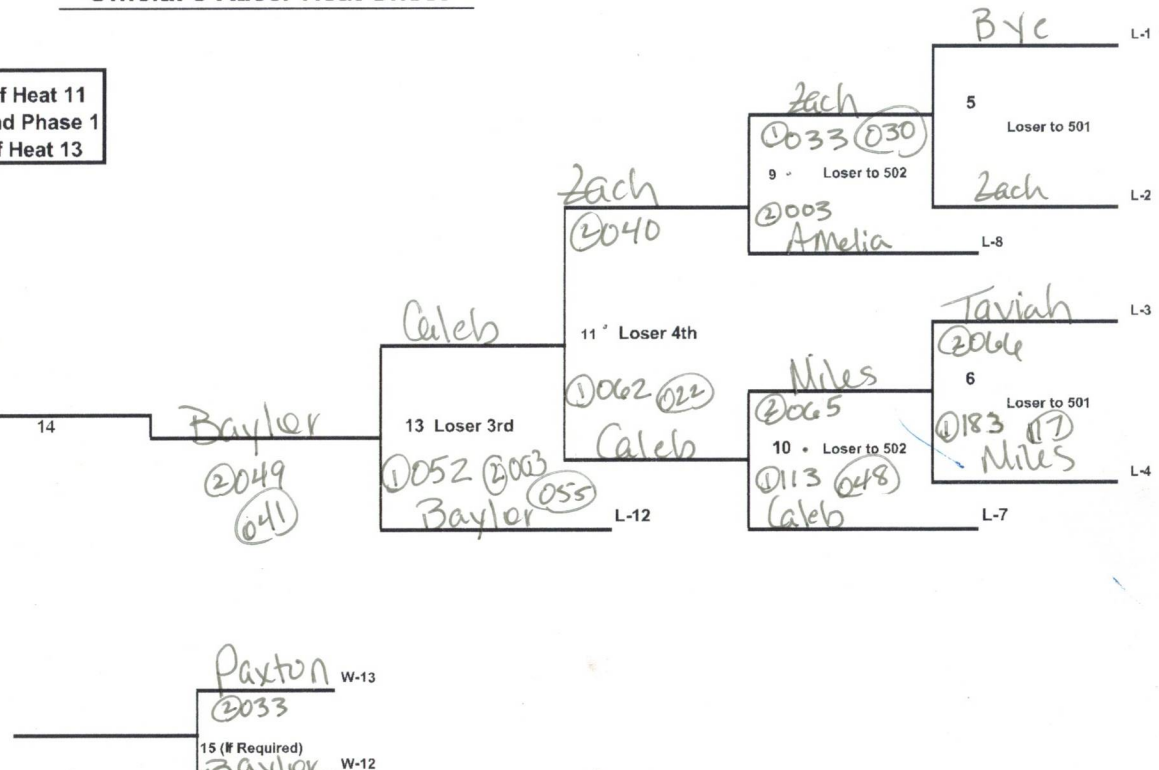 Bye
L-1
f Heat 11
d Phase 1
f Heat 13
Zach
5
Loser to 501
①033 030
9 Loser to 502
Zach
L-2
Zach
②003
②040
Amelia
L-8
Taviah
L-3
Caleb
②066
11 Loser 4th
Miles
6
①062 022
②065
Loser to 501
14
Baylor
13 Loser 3rd
10 Loser to 502
①183 17
Caleb
Miles
②049
①052 ②003
①113 048
L-4
041
055
Baylor
L-12
Caleb
L-7
Paxton
W-13
②033
15 (If Required)
Baylor
W-12